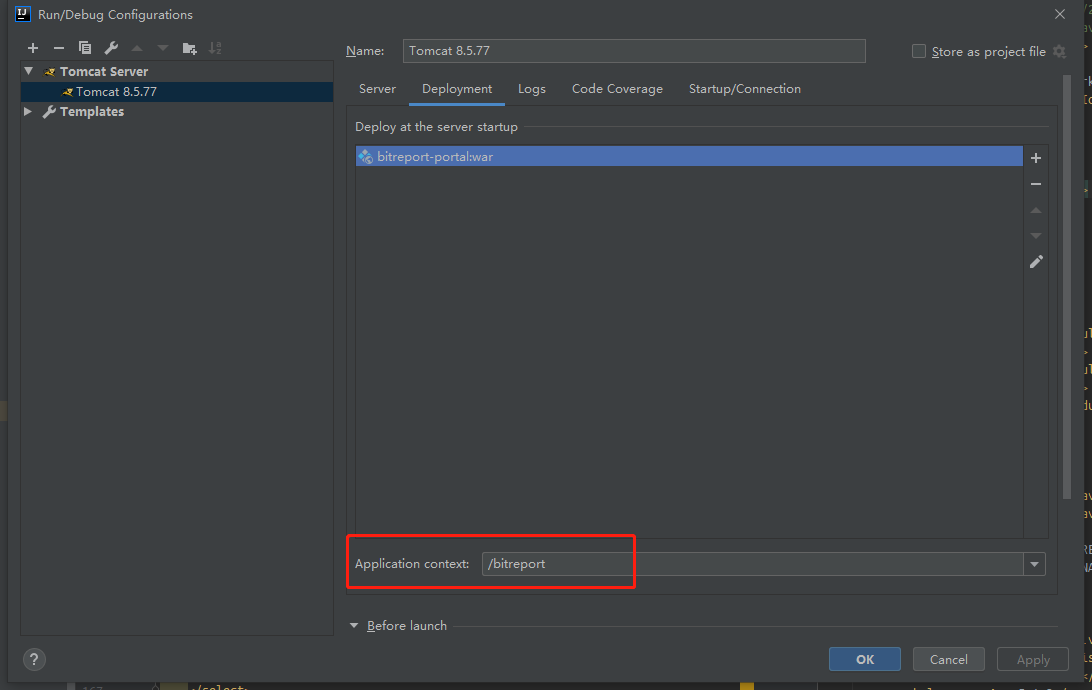 Run/Debug Configurations
Name: Tomcat 8.5.77
Store as project file
Tomcat Server
Tomcat 8.5.77
Templates
Server Deployment Logs Code Coverage Startup/Connection
Deploy at the server startup
bitreport-portal:war
Application context: /bitreport
Before launch
? OK Cancel Apply